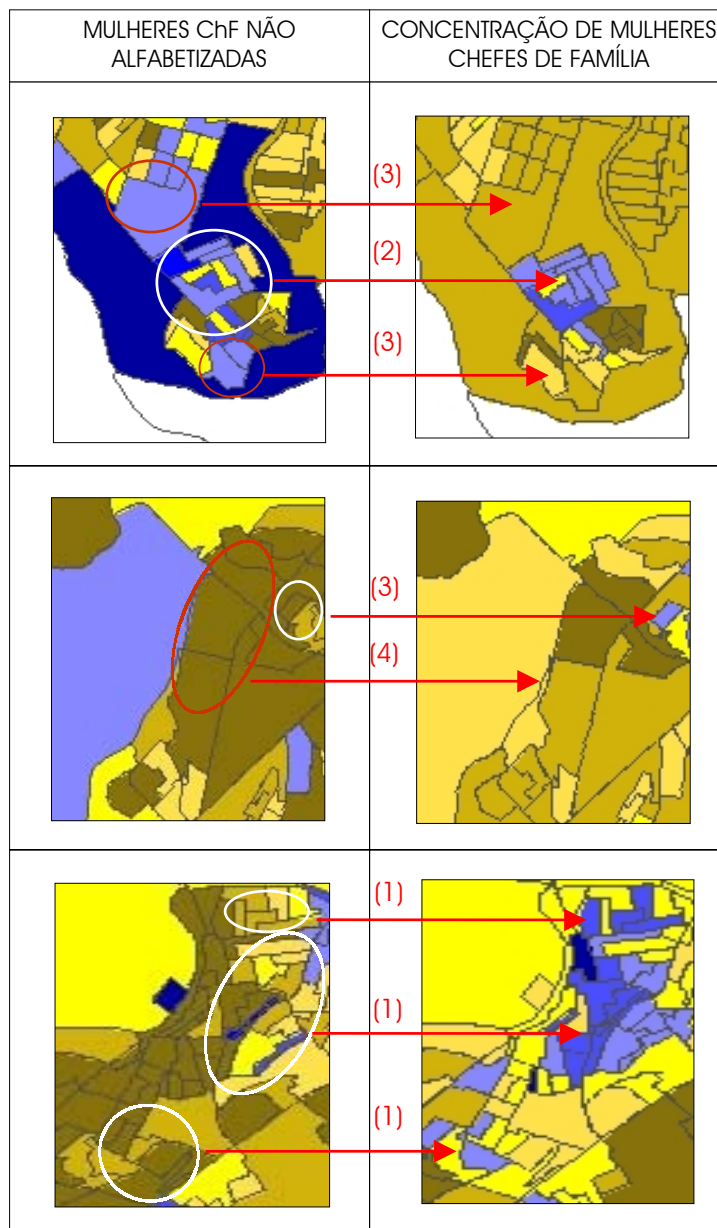 MULHERES ChF NÃO
ALFABETIZADAS
CONCENTRAÇÃO DE MULHERES
CHEFES DE FAMÍLIA
(3)
(2)
(3)
(3)
(4)
(1)
(1)
(1)